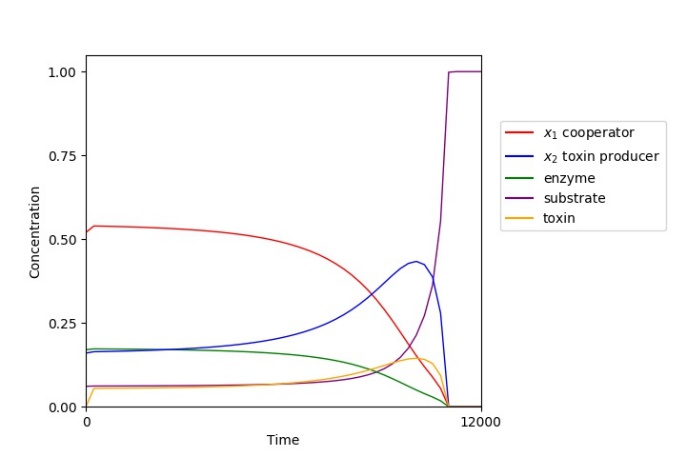 1.00
0.75
0.50
0.25
0.00
Concentration
0
12000
Time
x₁ cooperator
x₂ toxin producer
enzyme
substrate
toxin